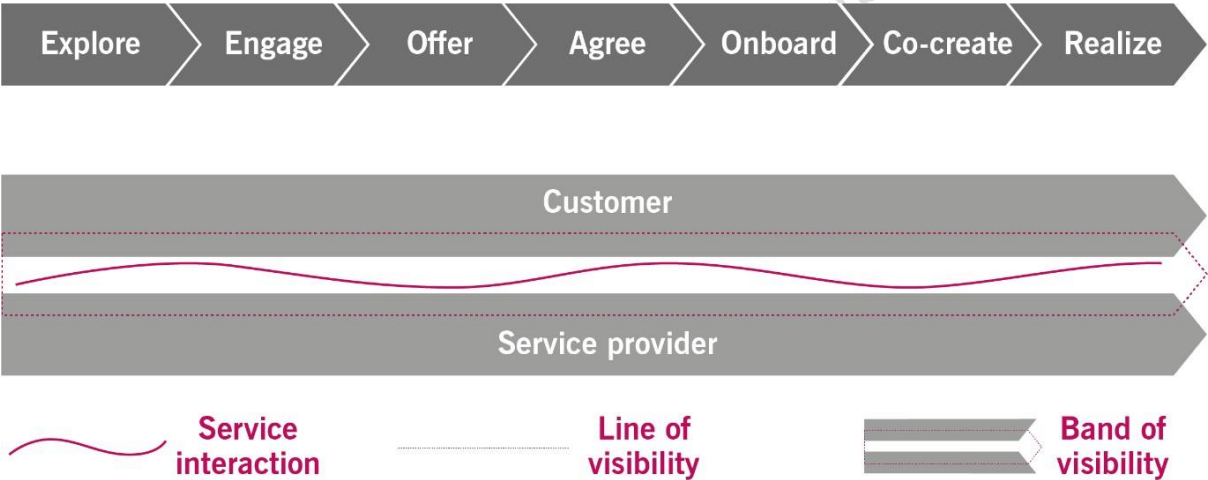 Explore Engage Offer Agree Onboard Co-create Realize
Customer
Service provider
Service
interaction
Line of
visibility
Band of
visibility